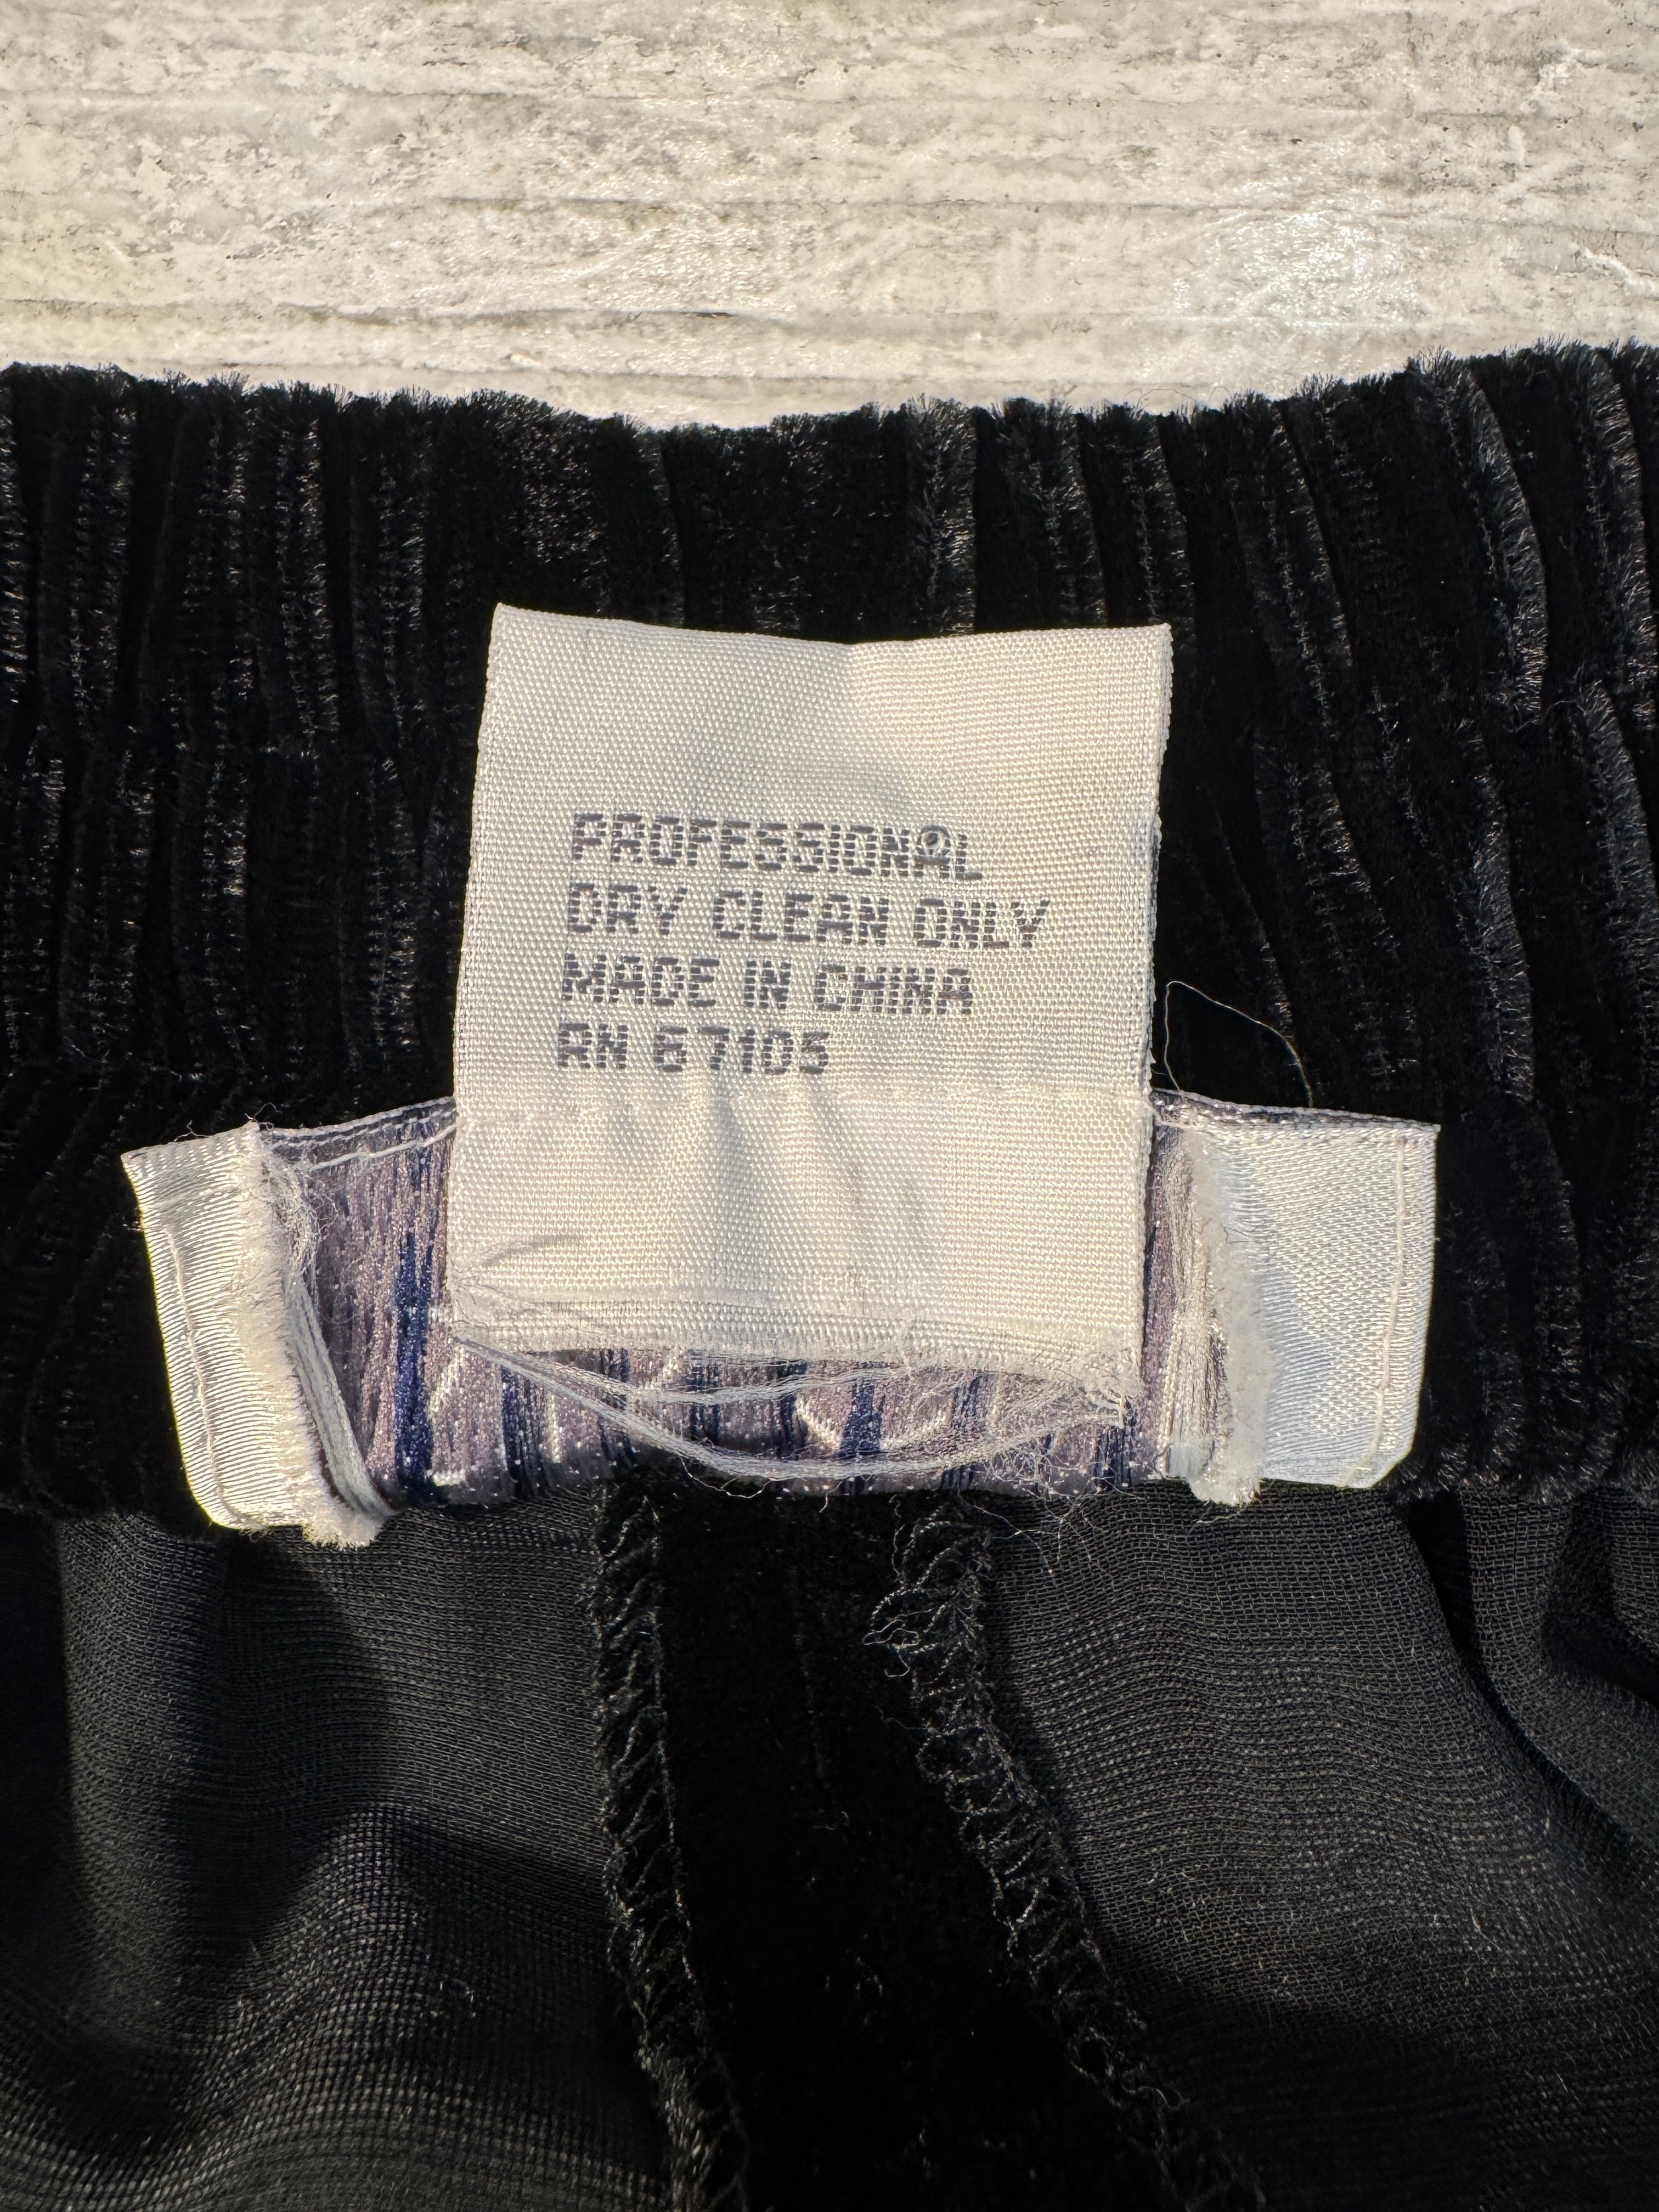 PROFESSIONAL
DRY CLEAN ONLY
MADE IN CHINA
RN 67105